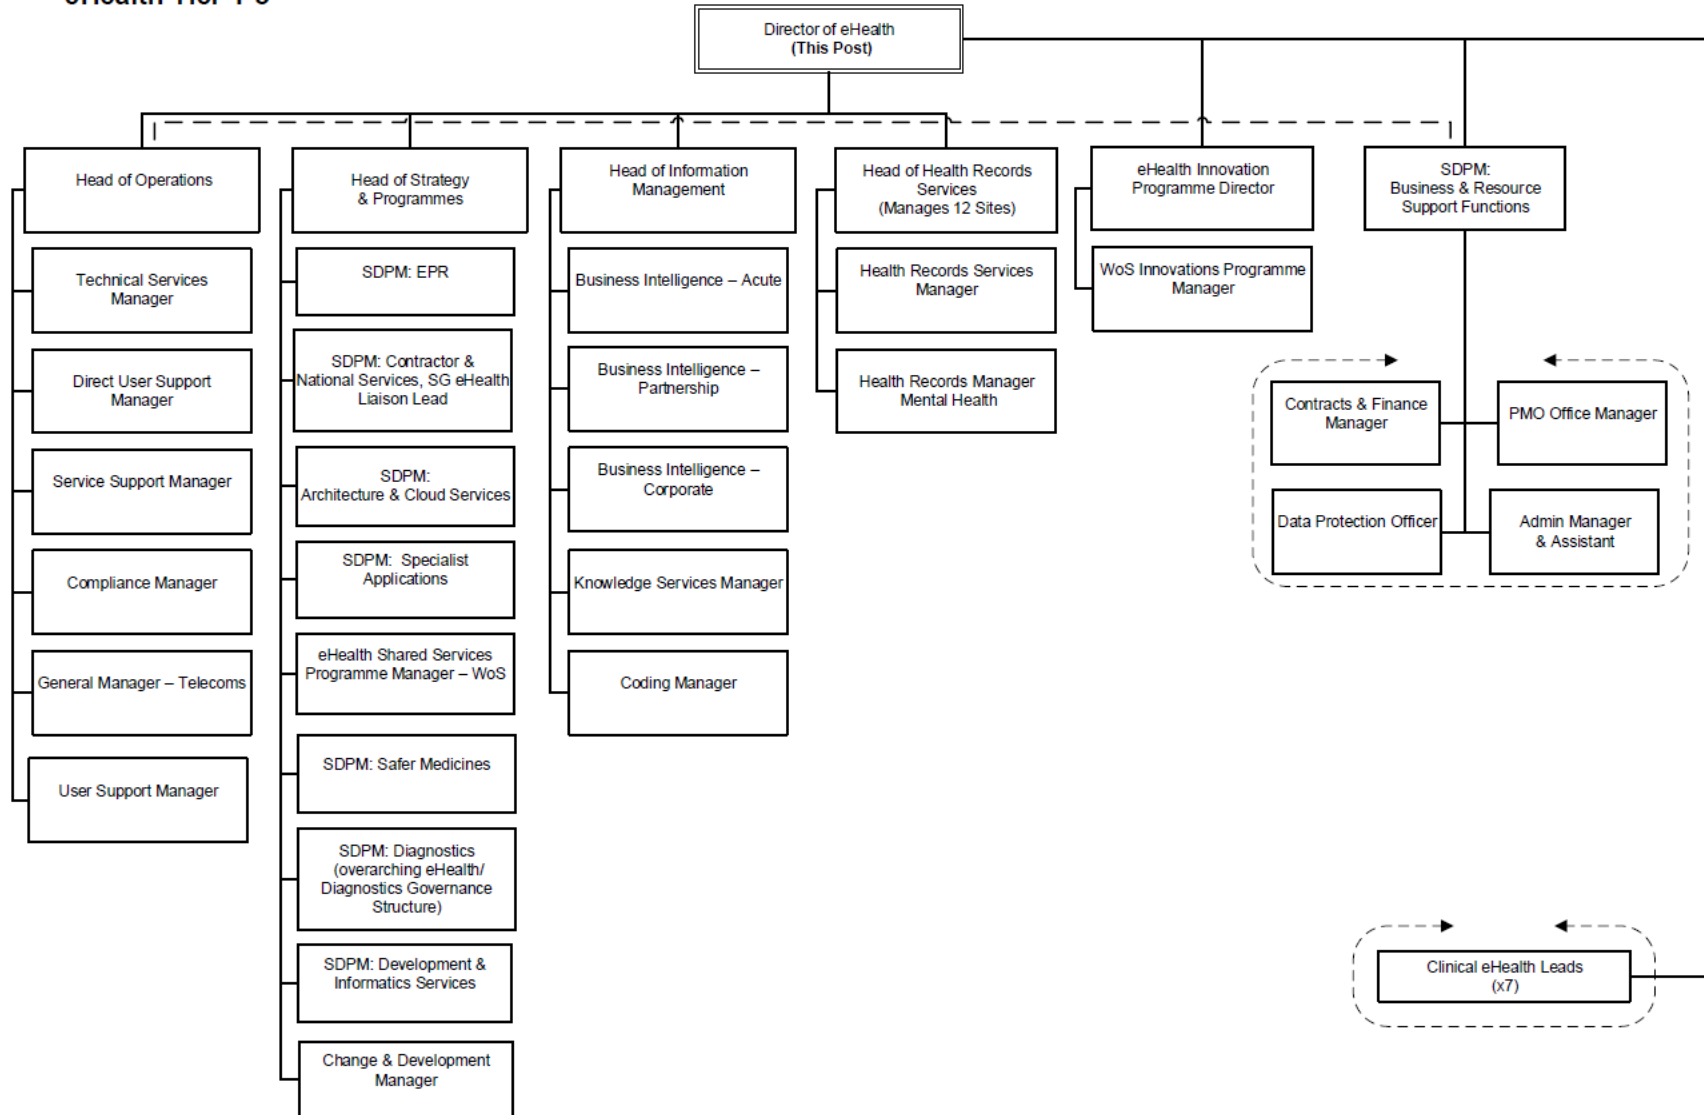 Director of eHealth
(This Post)
Head of Operations
Technical Services
Manager
Direct User Support
Manager
Service Support Manager
Compliance Manager
General Manager – Telecoms
User Support Manager
Head of Strategy
& Programmes
SDPM: EPR
SDPM: Contractor &
National Services, SG eHealth
Liaison Lead
SDPM:
Architecture & Cloud Services
SDPM: Specialist
Applications
eHealth Shared Services
Programme Manager – WoS
SDPM: Safer Medicines
SDPM: Diagnostics
(overarching eHealth/
Diagnostics Governance
Structure)
SDPM: Development &
Informatics Services
Change & Development
Manager
Head of Information
Management
Business Intelligence – Acute
Business Intelligence –
Partnership
Business Intelligence –
Corporate
Knowledge Services Manager
Coding Manager
Head of Health Records
Services
(Manages 12 Sites)
Health Records Services
Manager
Health Records Manager
Mental Health
eHealth Innovation
Programme Director
WoS Innovations Programme
Manager
SDPM:
Business & Resource
Support Functions
Contracts & Finance
Manager
PMO Office Manager
Data Protection Officer
Admin Manager
& Assistant
Clinical eHealth Leads
(x7)